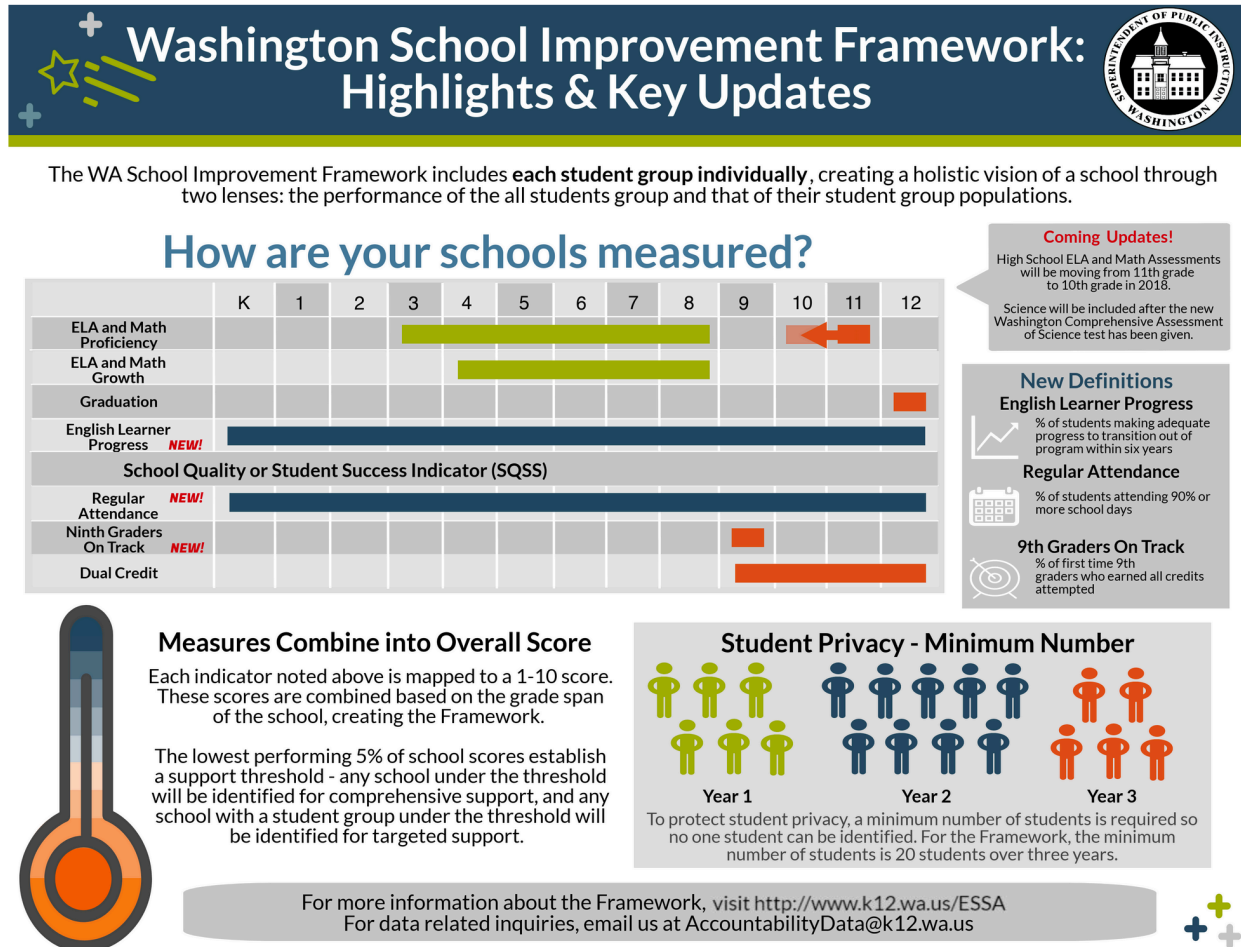 Washington School Improvement Framework:
Highlights & Key Updates
SUPERINTENDENT OF PUBLIC INSTRUCTION
WASHINGTON
The WA School Improvement Framework includes each student group individually, creating a holistic vision of a school through
two lenses: the performance of the all students group and that of their student group populations.
How are your schools measured?
K 1 2 3 4 5 6 7 8 9 10 11 12
ELA and Math
Proficiency
ELA and Math
Growth
Graduation
English Learner
Progress NEW!
School Quality or Student Success Indicator (SQSS)
Regular NEW!
Attendance
Ninth Graders
On Track NEW!
Dual Credit
Coming Updates!
High School ELA and Math Assessments
will be moving from 11th grade
to 10th grade in 2018.
Science will be included after the new
Washington Comprehensive Assessment
of Science test has been given.
New Definitions
English Learner Progress
% of students making adequate
progress to transition out of
program within six years
Regular Attendance
% of students attending 90% or
more school days
9th Graders On Track
% of first time 9th
graders who earned all credits
attempted
Measures Combine into Overall Score
Each indicator noted above is mapped to a 1-10 score.
These scores are combined based on the grade span
of the school, creating the Framework.
The lowest performing 5% of school scores establish
a support threshold - any school under the threshold
will be identified for comprehensive support, and any
school with a student group under the threshold will
be identified for targeted support.
Student Privacy - Minimum Number
Year 1 Year 2 Year 3
To protect student privacy, a minimum number of students is required so
no one student can be identified. For the Framework, the minimum
number of students is 20 students over three years.
For more information about the Framework, visit http://www.k12.wa.us/ESSA
For data related inquiries, email us at AccountabilityData@k12.wa.us